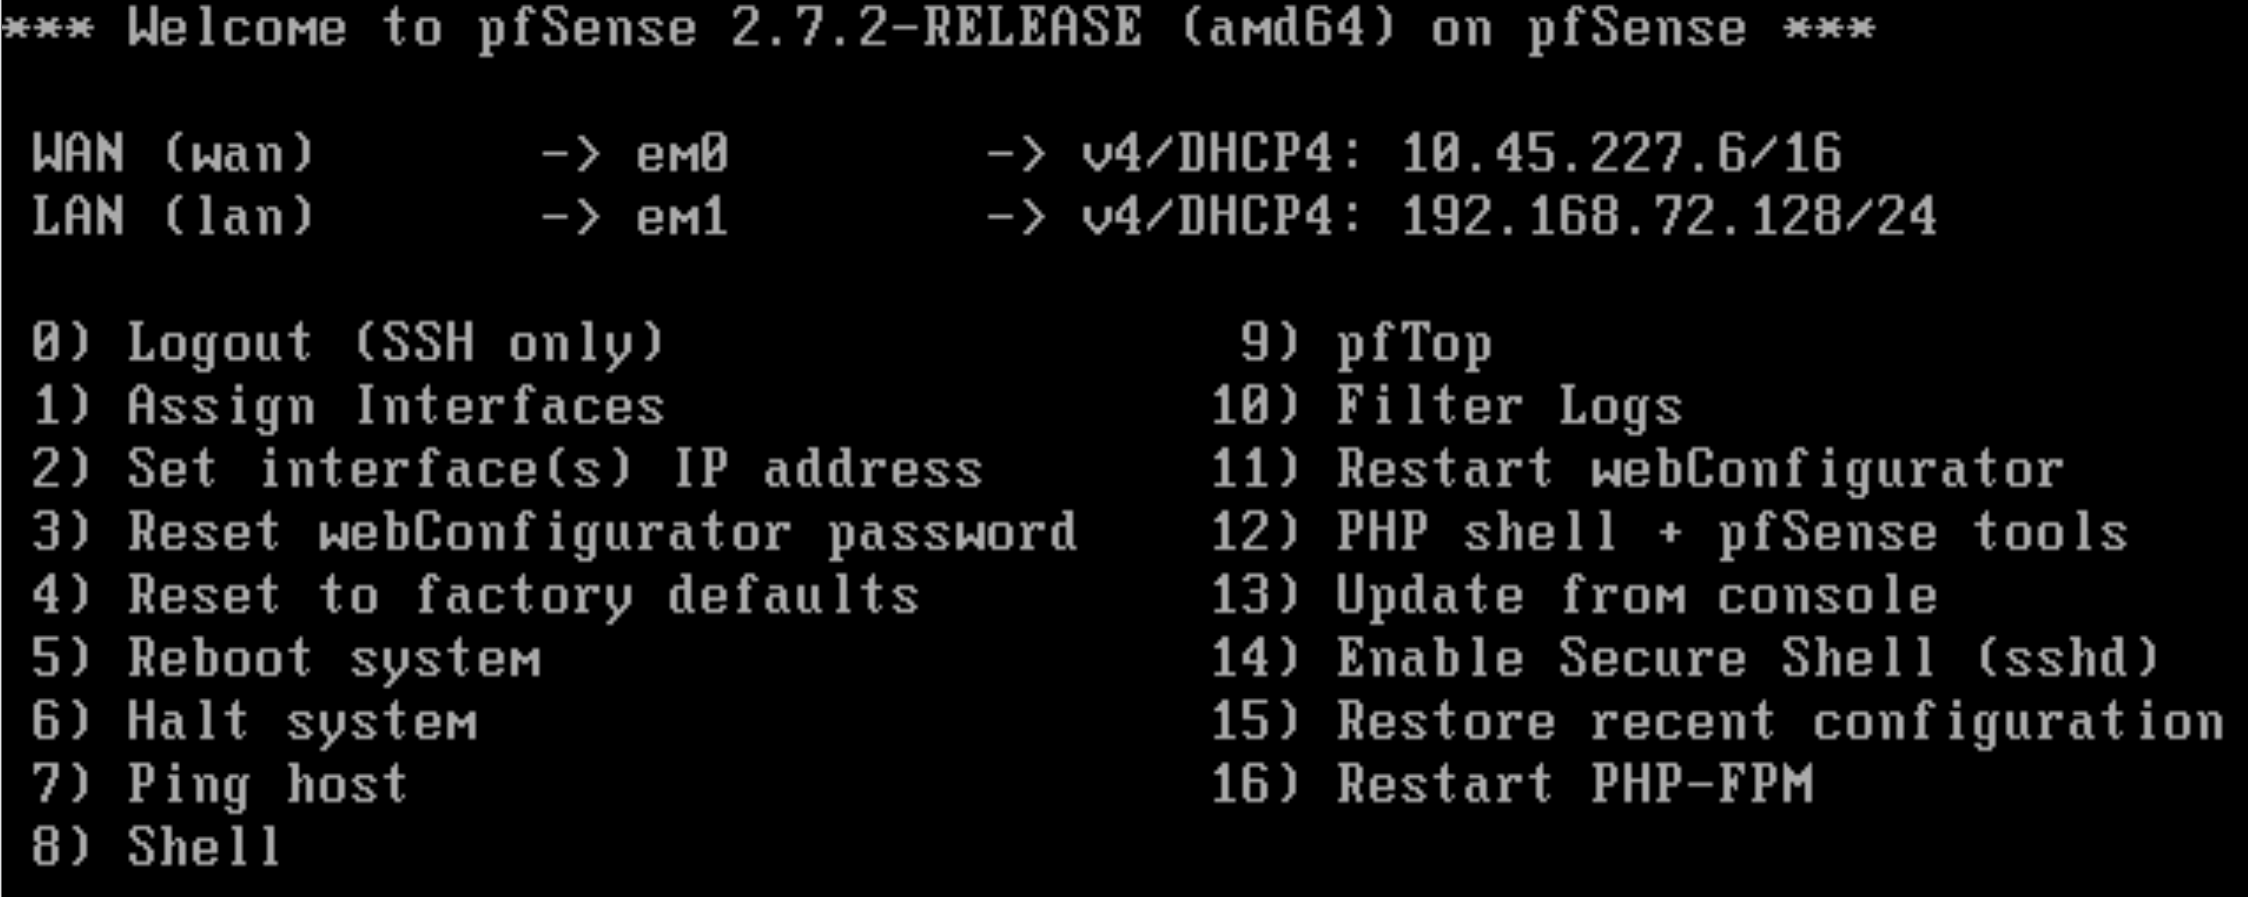 *** Welcome to pfSense 2.7.2-RELEASE (amd64) on pfSense ***
WAN (wan) -> em0 -> v4/DHCP4: 10.45.227.6/16
LAN (lan) -> em1 -> v4/DHCP4: 192.168.72.128/24
0) Logout (SSH only) 9) pfTop
1) Assign Interfaces 10) Filter Logs
2) Set interface(s) IP address 11) Restart webConfigurator
3) Reset webConfigurator password 12) PHP shell + pfSense tools
4) Reset to factory defaults 13) Update from console
5) Reboot system 14) Enable Secure Shell (sshd)
6) Halt system 15) Restore recent configuration
7) Ping host 16) Restart PHP-FPM
8) Shell